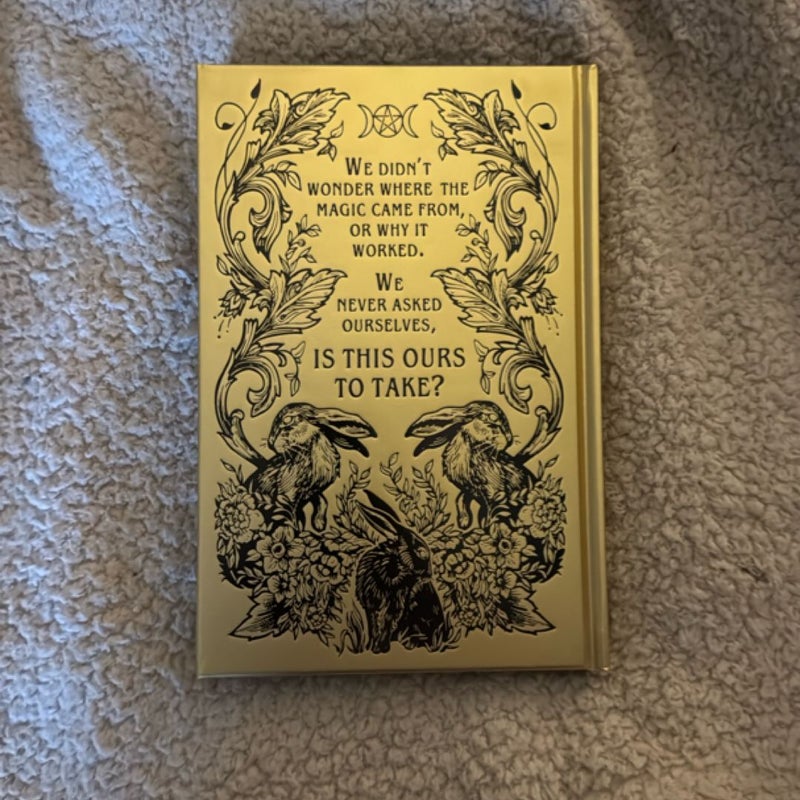 We didn't
wonder where the
magic came from,
or why it
worked.
We
never asked
ourselves,
IS THIS OURS
TO TAKE?